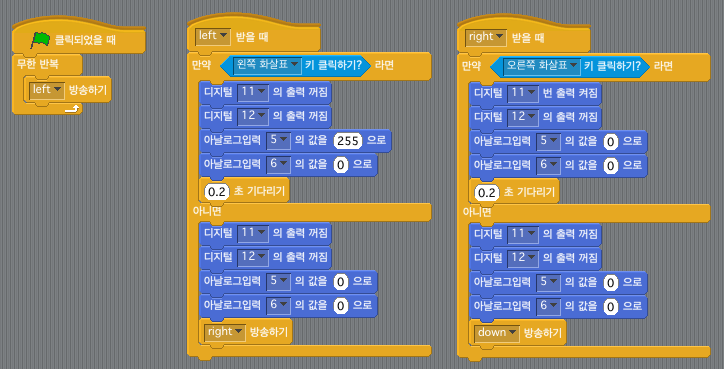 클릭되었을 때
무한 반복
left 방송하기
left 받을 때
만약 왼쪽 화살표 키 클릭하기? 라면
디지털 11 의 출력 꺼짐
디지털 12 의 출력 꺼짐
아날로그입력 5 의 값을 255 으로
아날로그입력 6 의 값을 0 으로
0.2 초 기다리기
아니면
디지털 11 의 출력 꺼짐
디지털 12 의 출력 꺼짐
아날로그입력 5 의 값을 0 으로
아날로그입력 6 의 값을 0 으로
right 방송하기
right 받을 때
만약 오른쪽 화살표 키 클릭하기? 라면
디지털 11 번 출력 켜짐
디지털 12 의 출력 꺼짐
아날로그입력 5 의 값을 0 으로
아날로그입력 6 의 값을 0 으로
0.2 초 기다리기
아니면
디지털 11 의 출력 꺼짐
디지털 12 의 출력 꺼짐
아날로그입력 5 의 값을 0 으로
아날로그입력 6 의 값을 0 으로
down 방송하기